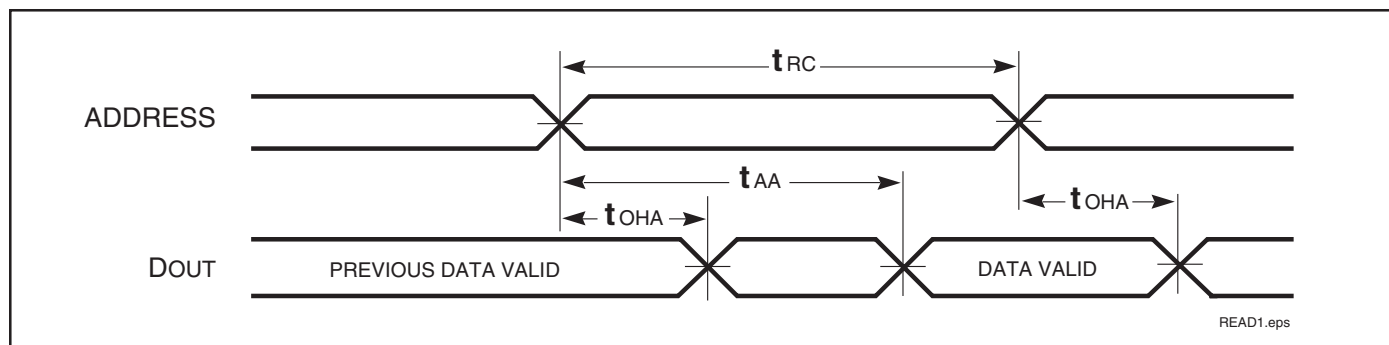 tRC
ADDRESS
tAA
tOHA
tOHA
DOUT
PREVIOUS DATA VALID
DATA VALID
READ1.eps